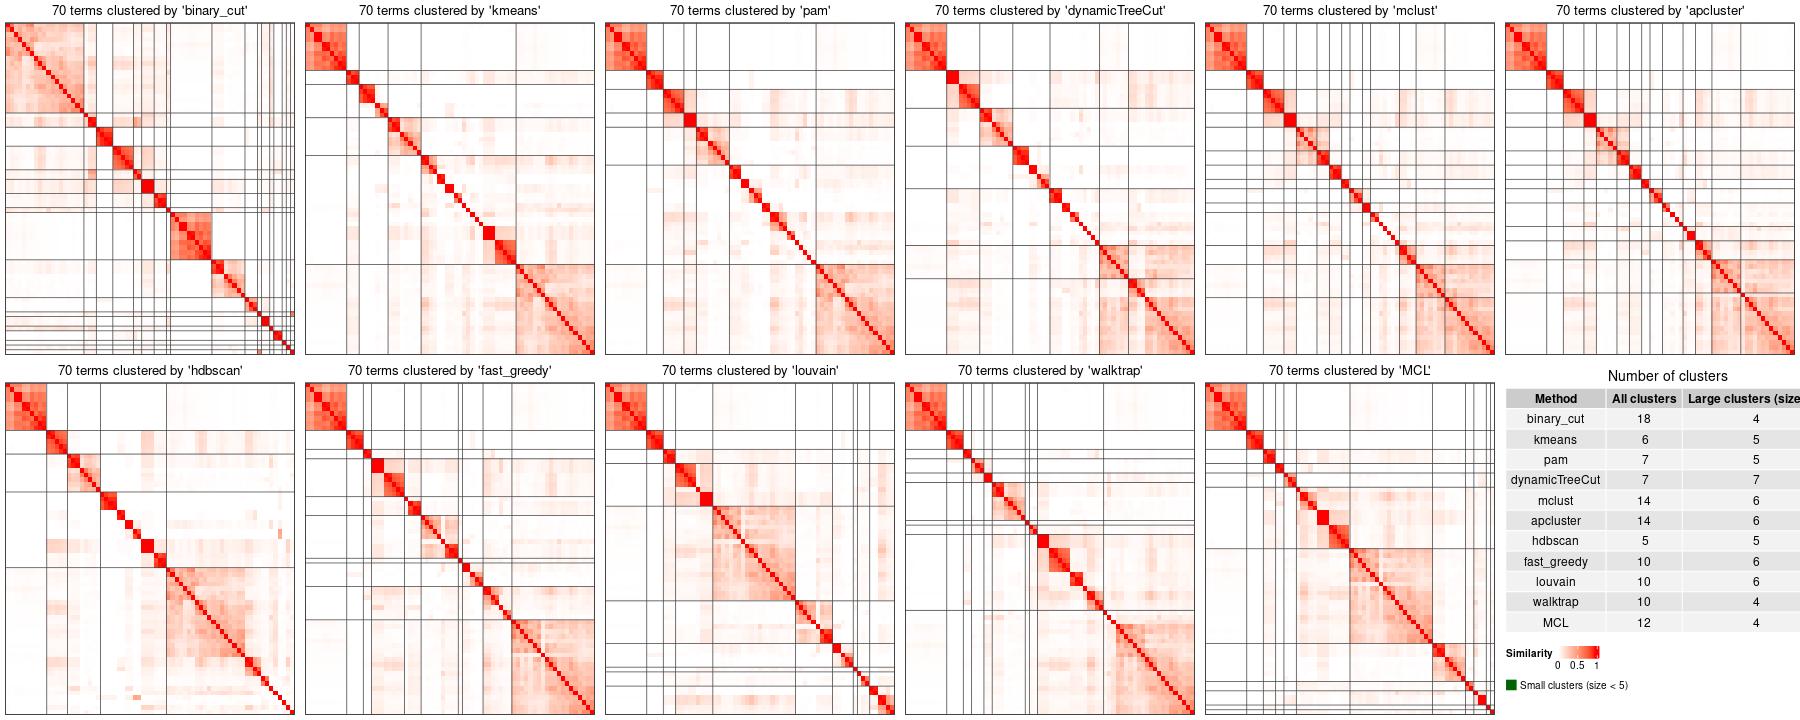 70 terms clustered by 'binary_cut'
70 terms clustered by 'kmeans'
70 terms clustered by 'pam'
70 terms clustered by 'dynamicTreeCut'
70 terms clustered by 'mclust'
70 terms clustered by 'apcluster'
70 terms clustered by 'hdbscan'
70 terms clustered by 'fast_greedy'
70 terms clustered by 'louvain'
70 terms clustered by 'walktrap'
70 terms clustered by 'MCL'
Number of clusters
Method All clusters Large clusters (size
binary_cut 18 4
kmeans 6 5
pam 7 5
dynamicTreeCut 7 7
mclust 14 6
apcluster 14 6
hdbscan 5 5
fast_greedy 10 6
louvain 10 6
walktrap 10 4
MCL 12 4
Similarity
0 0.5 1
Small clusters (size < 5)